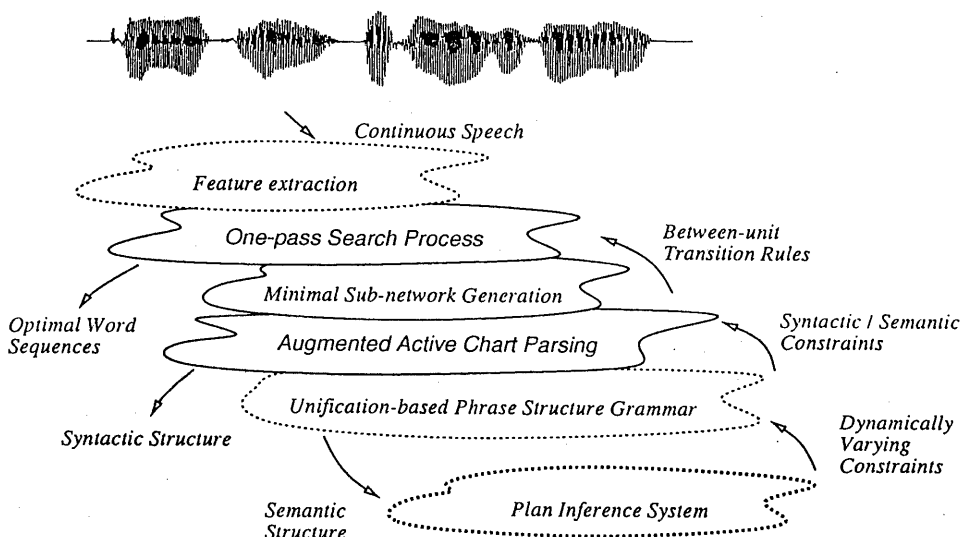 Continuous Speech
Feature extraction
One-pass Search Process
Between-unit
Transition Rules
Minimal Sub-network Generation
Optimal Word
Sequences
Augmented Active Chart Parsing
Syntactic / Semantic
Constraints
Unification-based Phrase Structure Grammar
Syntactic Structure
Dynamically
Varying
Constraints
Semantic
Structure
Plan Inference System